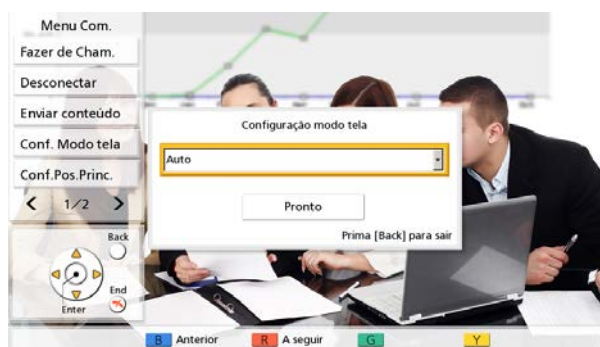 Menu Com.
Fazer de Cham.
Desconectar
Enviar conteúdo
Conf. Modo tela
Conf.Pos.Princ.
1/2
Back
End
Enter
Configuração modo tela
Auto
Pronto
Prima [Back] para sair
B Anterior
R A seguir
G
Y